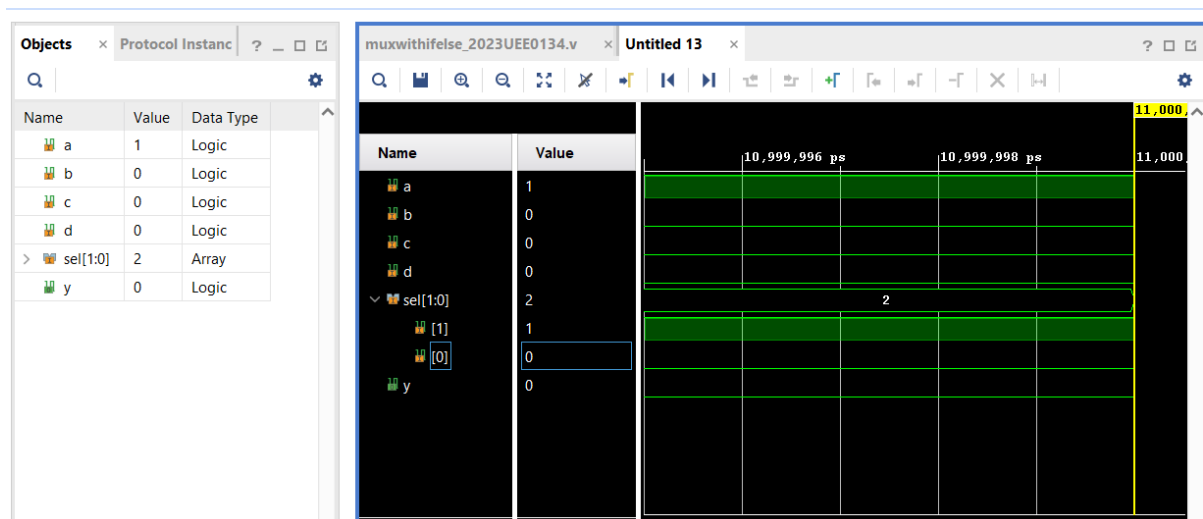 Objects × Protocol Instanc ?
Name Value Data Type
a 1 Logic
b 0 Logic
c 0 Logic
d 0 Logic
> sel[1:0] 2 Array
y 0 Logic
muxwithifelse_2023UEE0134.v × Untitled 13 × ?
11,000,
Name Value
10,999,996 ps 10,999,998 ps 11,000
a 1
b 0
c 0
d 0
sel[1:0] 2 2
[1] 1
[0] 0
y 0